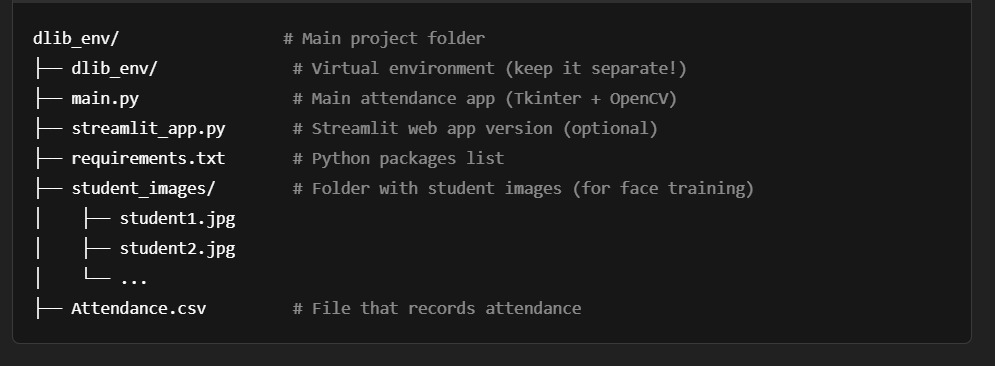 dlib_env/                 # Main project folder
├── dlib_env/              # Virtual environment (keep it separate!)
├── main.py                # Main attendance app (Tkinter + OpenCV)
├── streamlit_app.py       # Streamlit web app version (optional)
├── requirements.txt       # Python packages list
├── student_images/        # Folder with student images (for face training)
│    ├── student1.jpg
│    ├── student2.jpg
│    └── ...
├── Attendance.csv         # File that records attendance